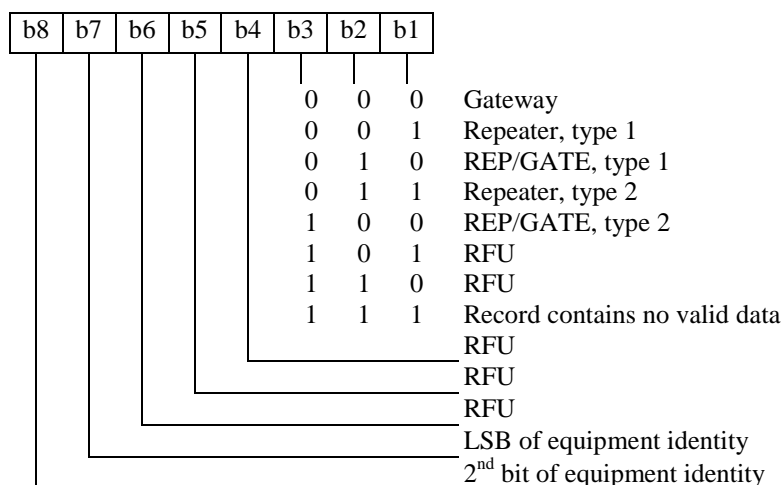 b8 b7 b6 b5 b4 b3 b2 b1
0 0 0 Gateway
0 0 1 Repeater, type 1
0 1 0 REP/GATE, type 1
0 1 1 Repeater, type 2
1 0 0 REP/GATE, type 2
1 0 1 RFU
1 1 0 RFU
1 1 1 Record contains no valid data
RFU
RFU
RFU
LSB of equipment identity
2nd bit of equipment identity